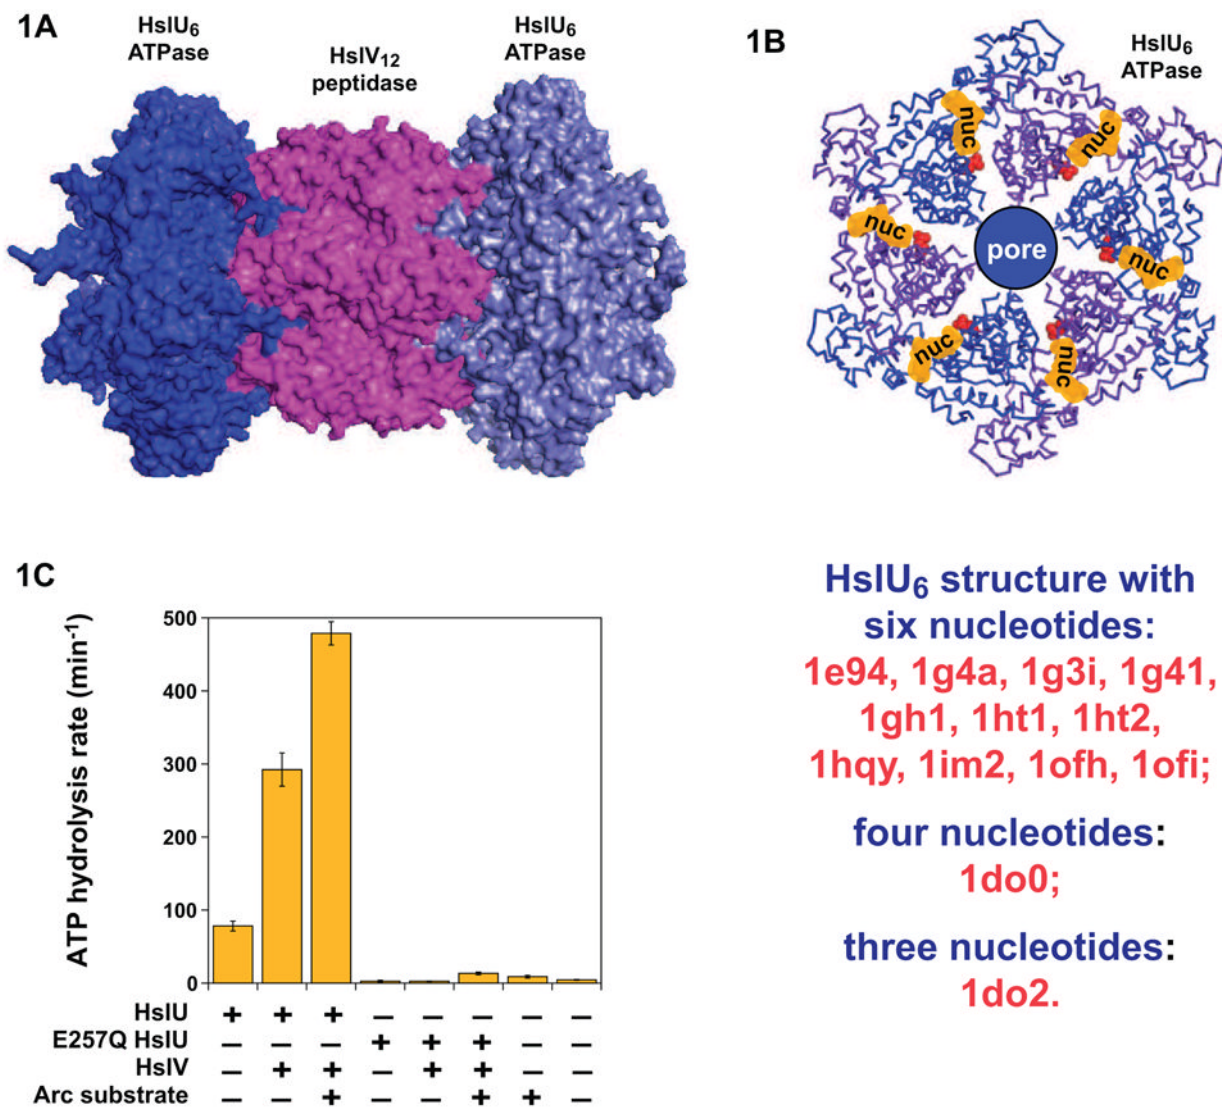 1A
HslU6
ATPase
HslV12
peptidase
HslU6
ATPase
1B
HslU6
ATPase
nuc
nuc
nuc
nuc
nuc
nuc
pore
1C
ATP hydrolysis rate (min-1)
500
400
300
200
100
0
HslU + + + – – – – –
E257Q HslU – – – + + + – –
HslV – + + – + + – –
Arc substrate – – + – – + + –
HslU6 structure with
six nucleotides:
1e94, 1g4a, 1g3i, 1g41,
1gh1, 1ht1, 1ht2,
1hqy, 1im2, 1ofh, 1ofi;
four nucleotides:
1do0;
three nucleotides:
1do2.